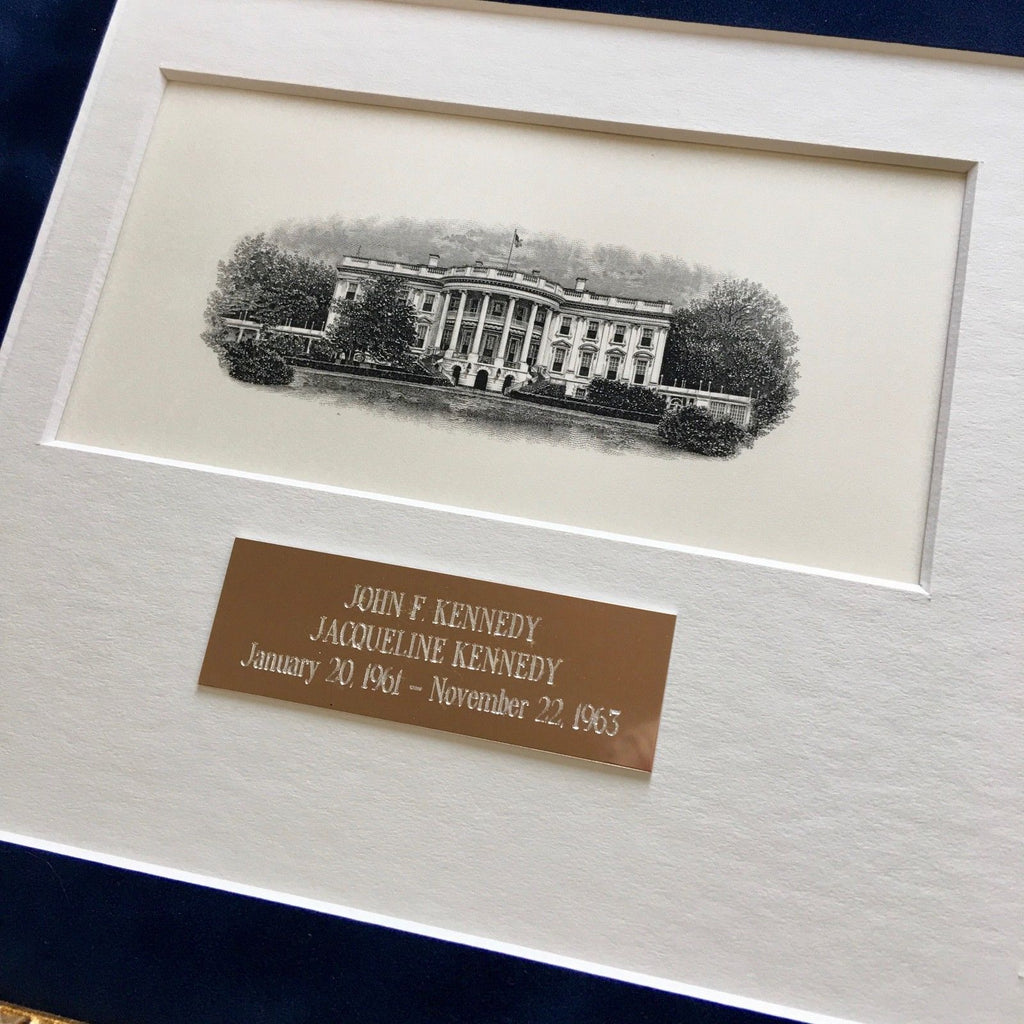 JOHN F. KENNEDY
JACQUELINE KENNEDY
January 20, 1961 – November 22, 1963